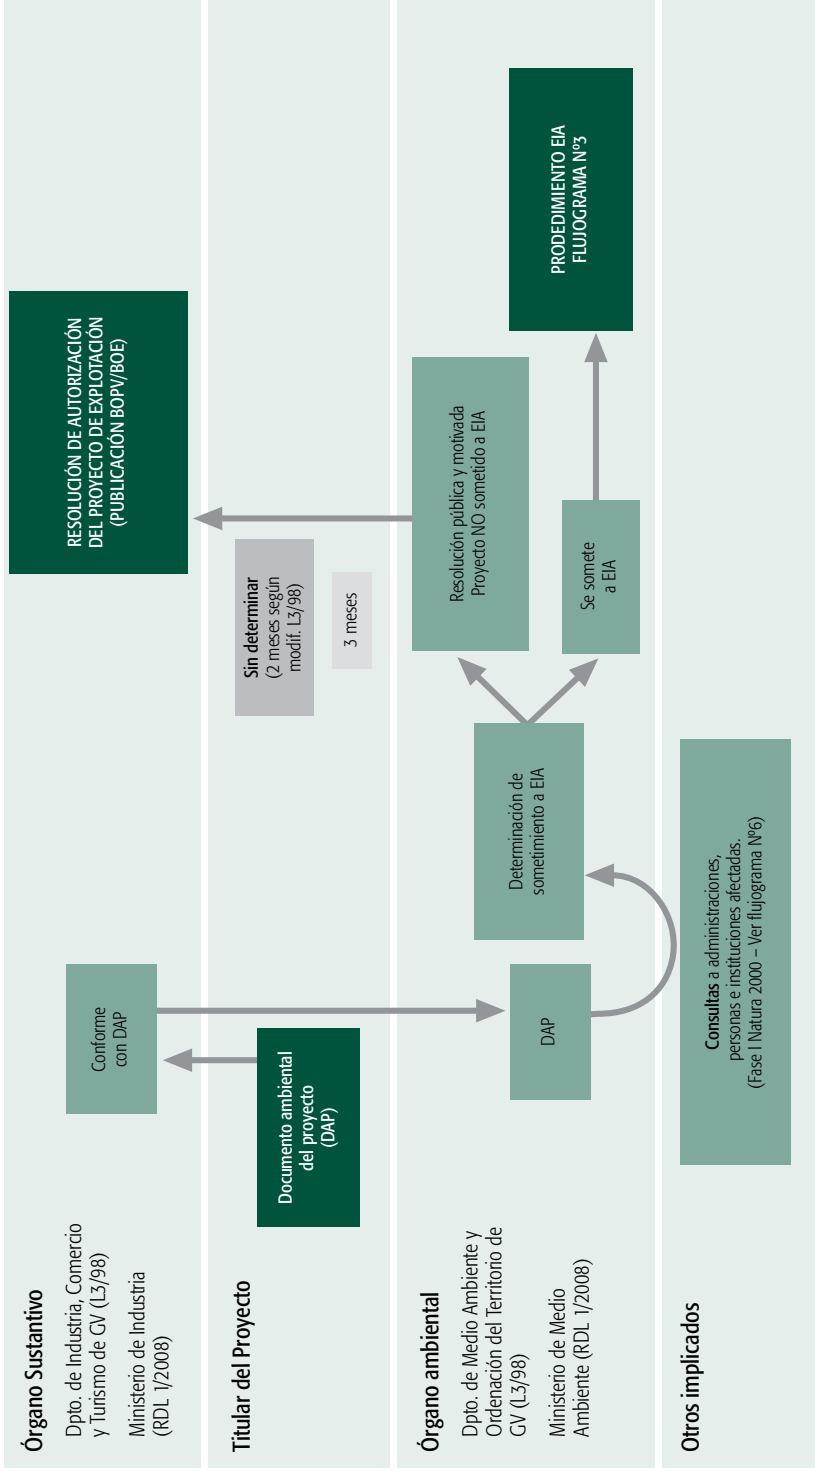 Órgano Sustantivo
Dpto. de Industria, Comercio
y Turismo de GV (L3/98)
Ministerio de Industria
(RDL 1/2008)
Conforme
con DAP
RESOLUCIÓN DE AUTORIZACIÓN
DEL PROYECTO DE EXPLOTACIÓN
(PUBLICACIÓN BOPV/BOE)
Titular del Proyecto
Documento ambiental
del proyecto
(DAP)
Sin determinar
(2 meses según
modif. L3/98)
3 meses
Órgano ambiental
Dpto. de Medio Ambiente y
Ordenación del Territorio de
GV (L3/98)
Ministerio de Medio
Ambiente (RDL 1/2008)
DAP
Determinación de
sometimiento a EIA
Resolución pública y motivada
Proyecto NO sometido a EIA
Se somete
a EIA
PRODEDIMIENTO EIA
FLUJOGRAMA Nº3
Otros implicados
Consultas a administraciones,
personas e instituciones afectadas.
(Fase I Natura 2000 – Ver flujograma Nº6)